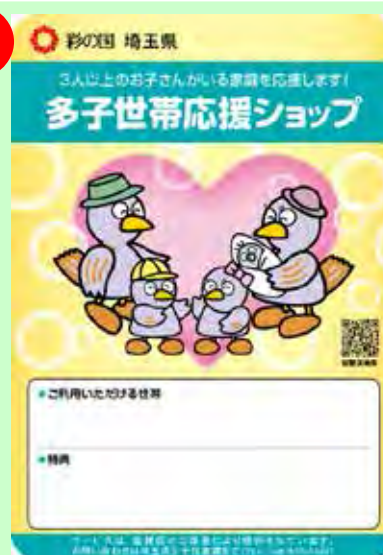 彩の国 埼玉県
3人以上のお子さんがいる家庭を応援します!
多子世帯応援ショップ
●ご利用いただける世帯
●特典